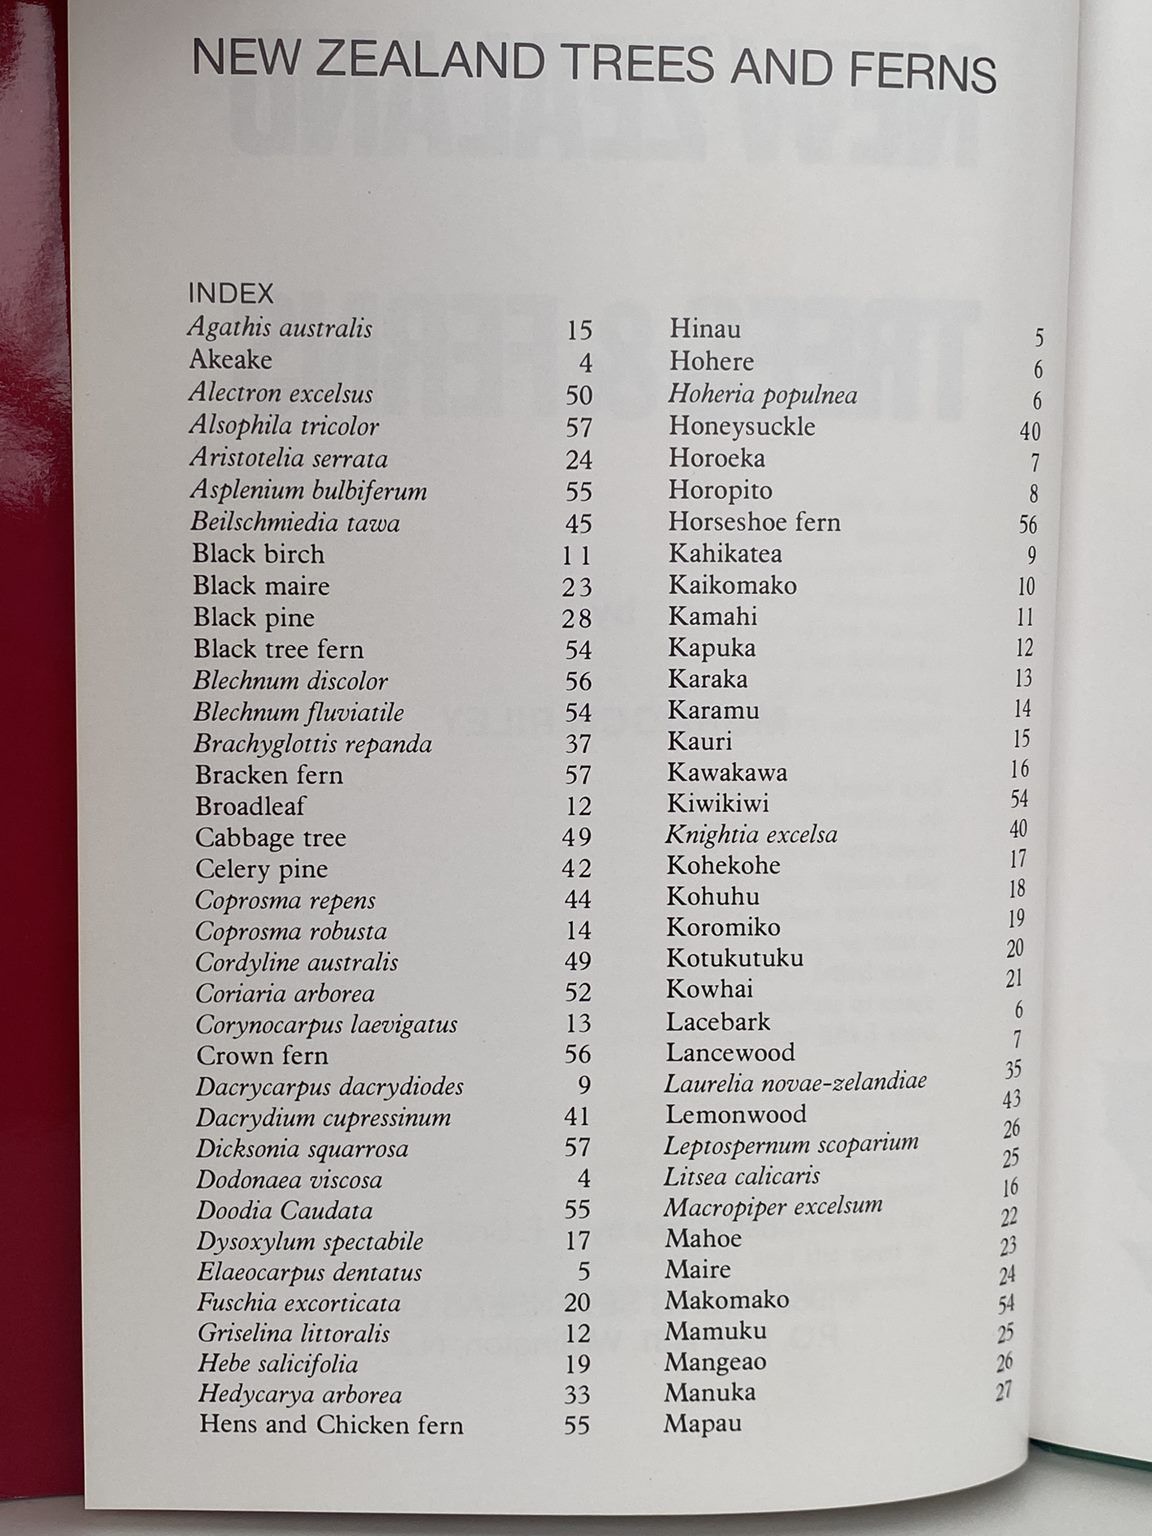 NEW ZEALAND TREES AND FERNS
INDEX
Agathis australis 15
Akeake 4
Alectron excelsus 50
Alsophila tricolor 57
Aristotelia serrata 24
Asplenium bulbiferum 55
Beilschmiedia tawa 45
Black birch 11
Black maire 23
Black pine 28
Black tree fern 54
Blechnum discolor 56
Blechnum fluviatile 54
Brachyglottis repanda 37
Bracken fern 57
Broadleaf 12
Cabbage tree 49
Celery pine 42
Coprosma repens 44
Coprosma robusta 14
Cordyline australis 49
Coriaria arborea 52
Corynocarpus laevigatus 13
Crown fern 56
Dacrycarpus dacrydiodes 9
Dacrydium cupressinum 41
Dicksonia squarrosa 57
Dodonaea viscosa 4
Doodia Caudata 55
Dysoxylum spectabile 17
Elaeocarpus dentatus 5
Fuschia excorticata 20
Griselina littoralis 12
Hebe salicifolia 19
Hedycarya arborea 33
Hens and Chicken fern 55
Hinau 5
Hohere 6
Hoheria populnea 6
Honeysuckle 40
Horoeka 7
Horopito 8
Horseshoe fern 56
Kahikatea 9
Kaikomako 10
Kamahi 11
Kapuka 12
Karaka 13
Karamu 14
Kauri 15
Kawakawa 16
Kiwikiwi 54
Knightia excelsa 40
Kohekohe 17
Kohuhu 18
Koromiko 19
Kotukutuku 20
Kowhai 21
Lacebark 6
Lancewood 7
Laurelia novae-zelandiae 35
Lemonwood 43
Leptospernum scoparium 26
Litsea calicaris 25
Macropiper excelsum 16
Mahoe 22
Maire 23
Makomako 24
Mamuku 54
Mangeao 25
Manuka 26
Mapau 27